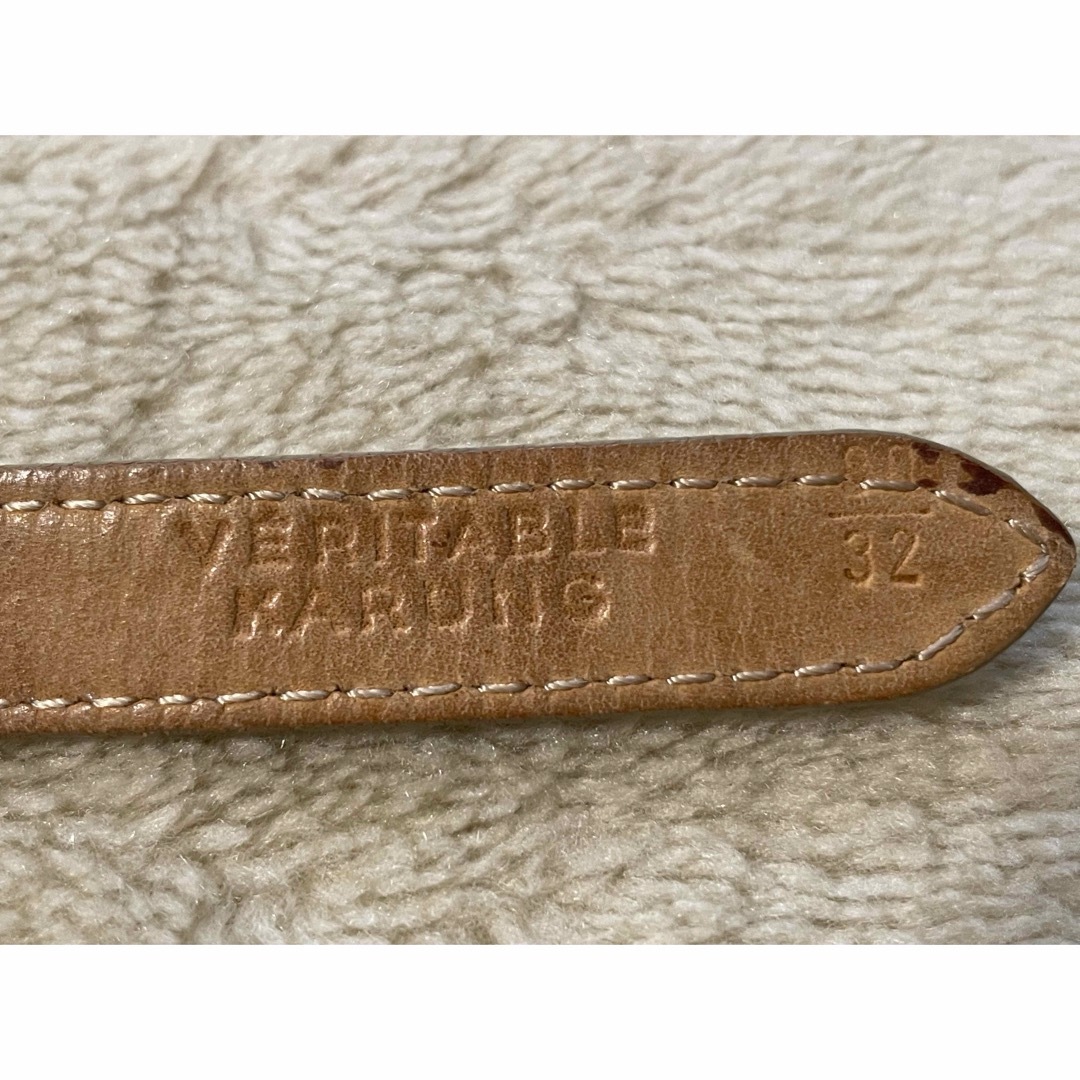 VERITABLE
KARUNG
32